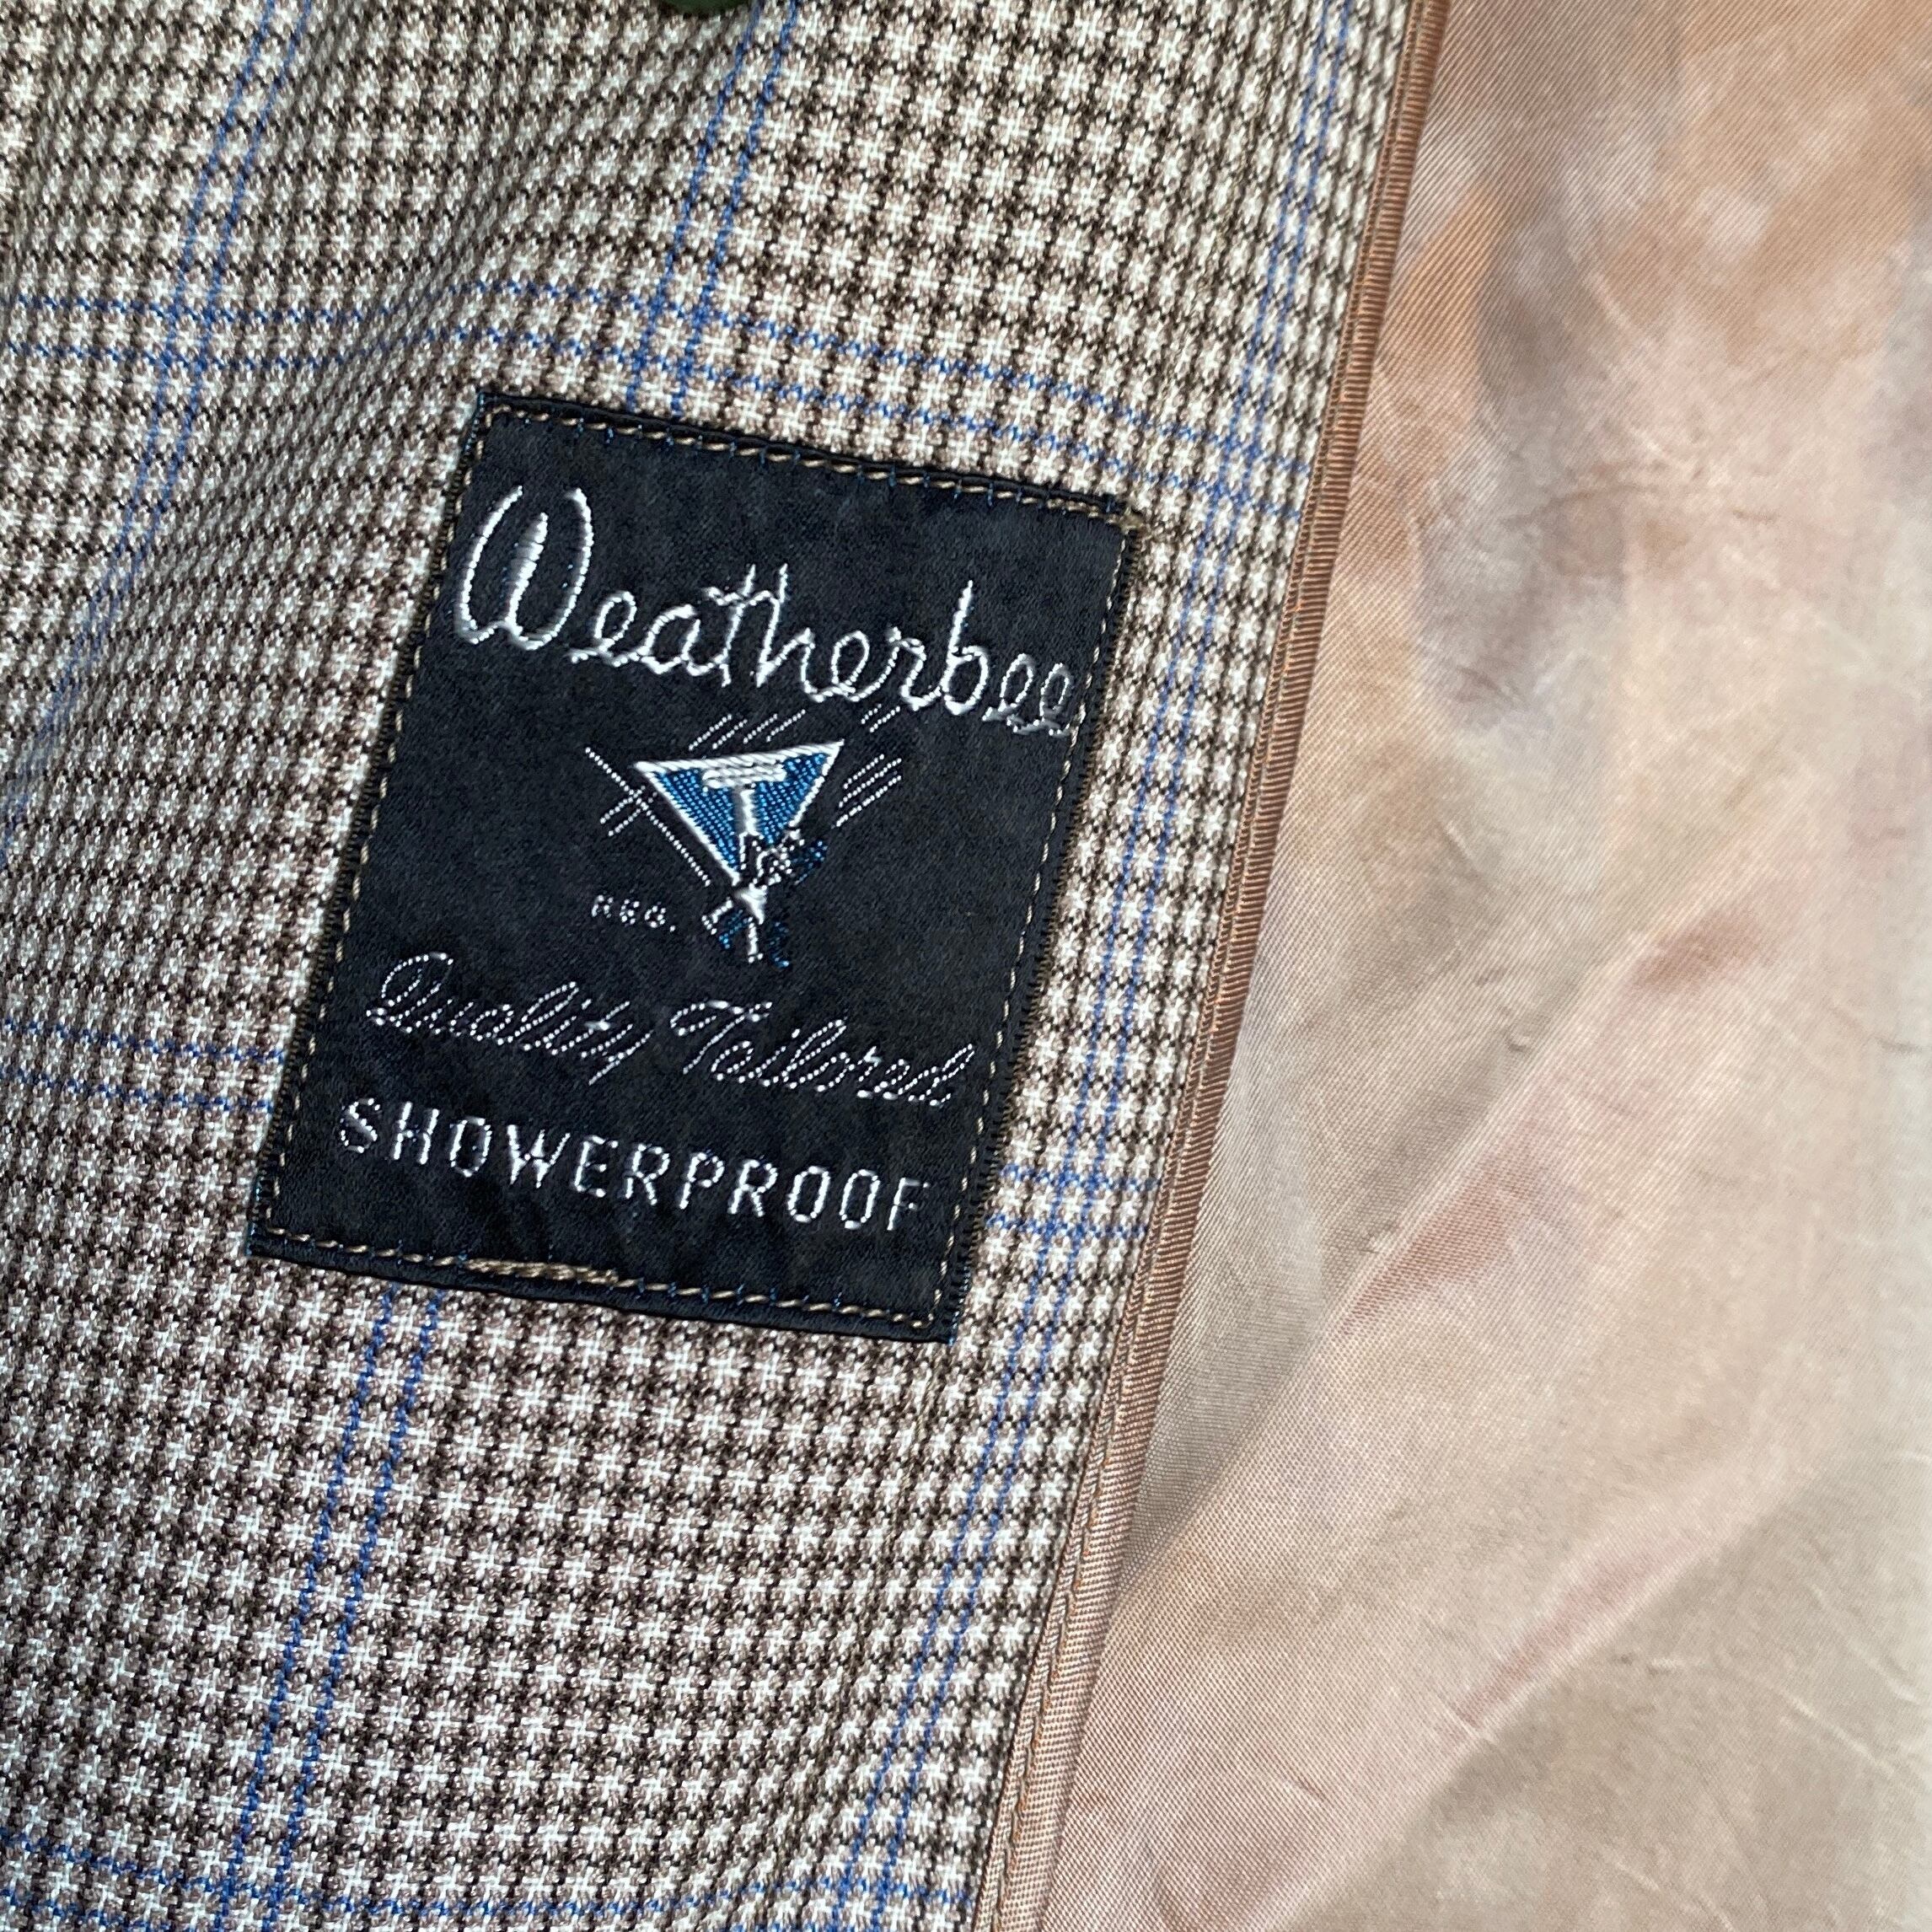 Weatherbee
T
REG.
Quality Tailored
SHOWERPROOF